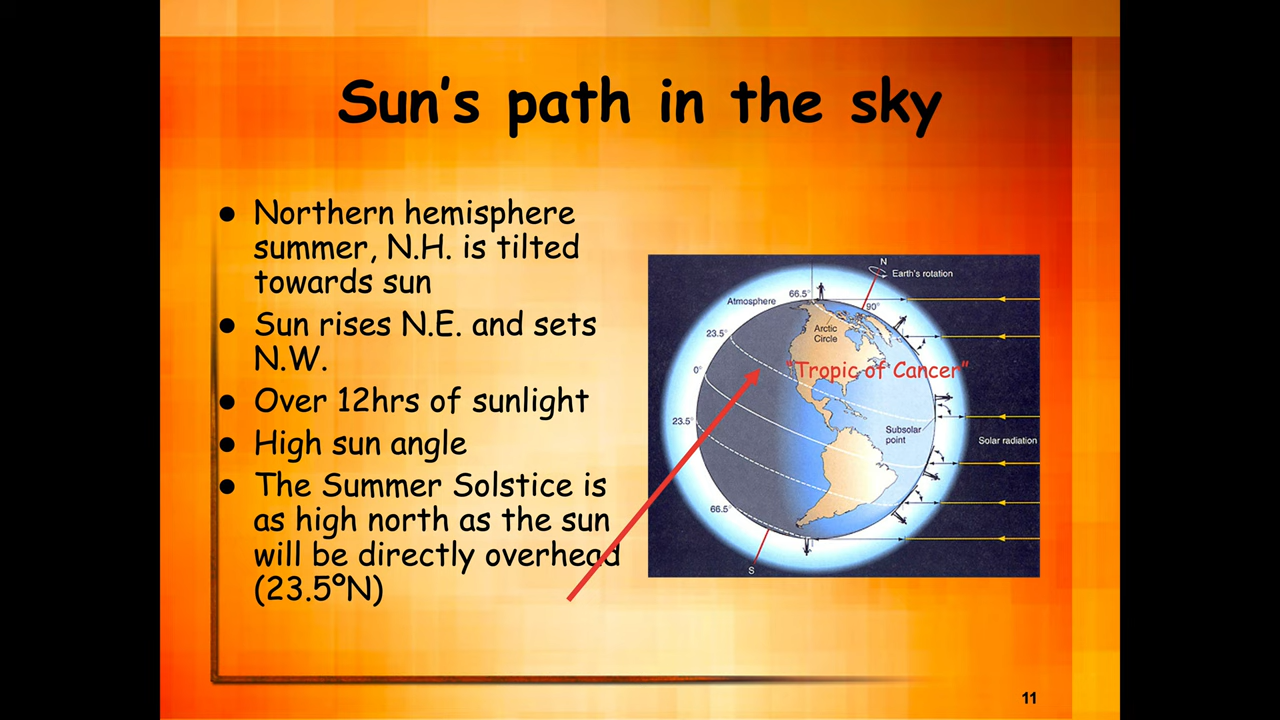 Sun's path in the sky
● Northern hemisphere
summer, N.H. is tilted
towards sun
● Sun rises N.E. and sets
N.W.
● Over 12hrs of sunlight
● High sun angle
● The Summer Solstice is
as high north as the sun
will be directly overhead
(23.5ºN)
N
Earth's rotation
66.5°
Atmosphere
90°
23.5°
Arctic
Circle
0°
"Tropic of Cancer"
23.5°
Subsolar
point
Solar radiation
66.5°
S
11